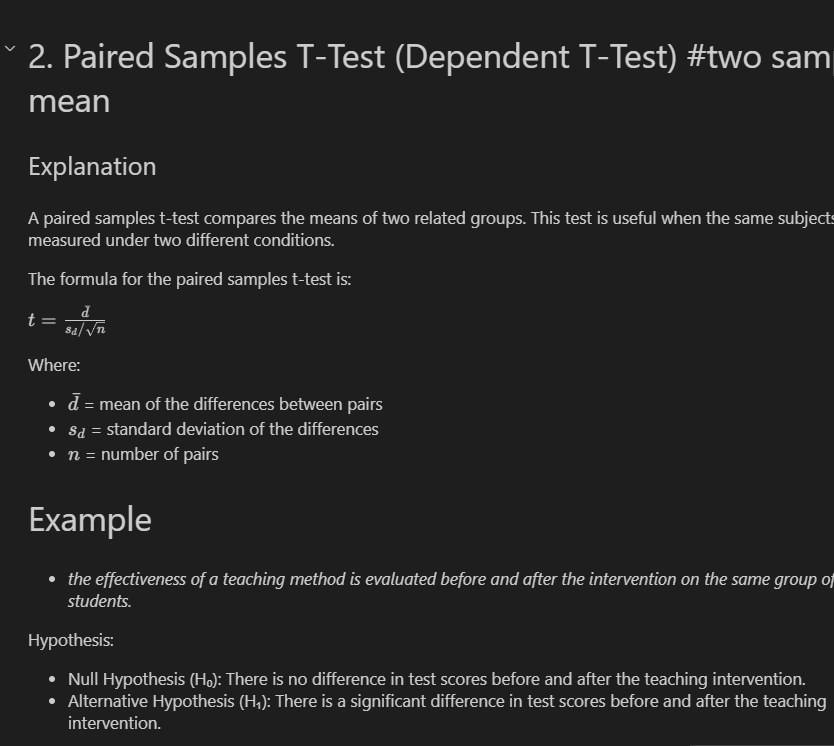 2. Paired Samples T-Test (Dependent T-Test) #two
mean
Explanation
A paired samples t-test compares the means of two related groups. This test is useful when the same subjects
measured under two different conditions.
The formula for the paired samples t-test is:
t = d̄ / (s_d/√n)
Where:
• d̄ = mean of the differences between pairs
• s_d = standard deviation of the differences
• n = number of pairs
Example
• the effectiveness of a teaching method is evaluated before and after the intervention on the same group of
students.
Hypothesis:
• Null Hypothesis (H₀): There is no difference in test scores before and after the teaching intervention.
• Alternative Hypothesis (H₁): There is a significant difference in test scores before and after the teaching
intervention.